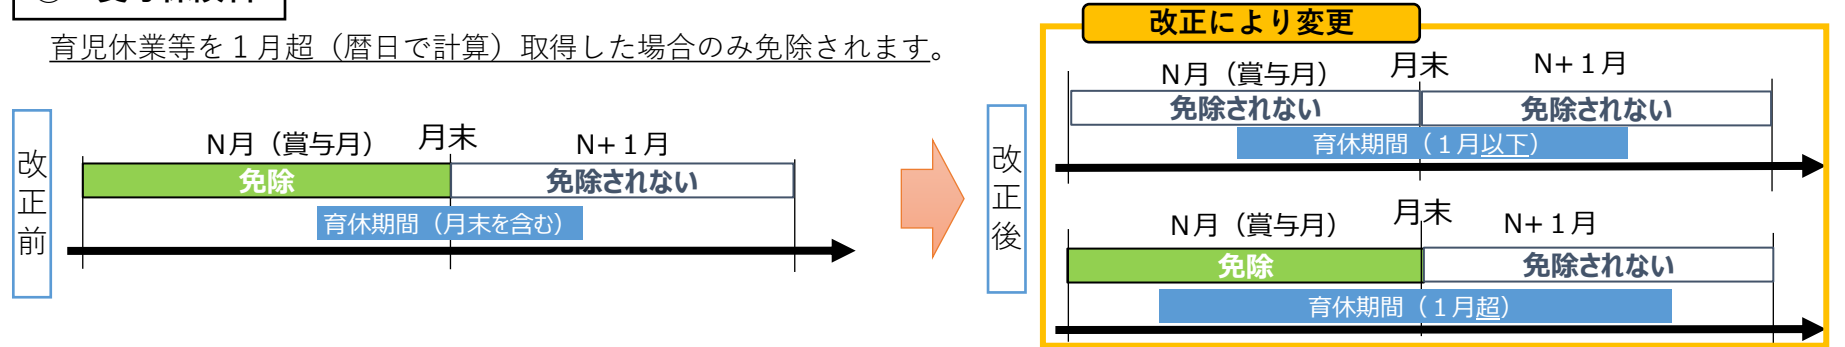 育児休業等を１月超（暦日で計算）取得した場合のみ免除されます。
改正前
N月（賞与月）
月末
N+１月
免除
免除されない
育休期間（月末を含む）
改正により変更
改正後
N月（賞与月）
月末
N+１月
免除されない
免除されない
育休期間（１月以下）
N月（賞与月）
月末
N+１月
免除
免除されない
育休期間（１月超）